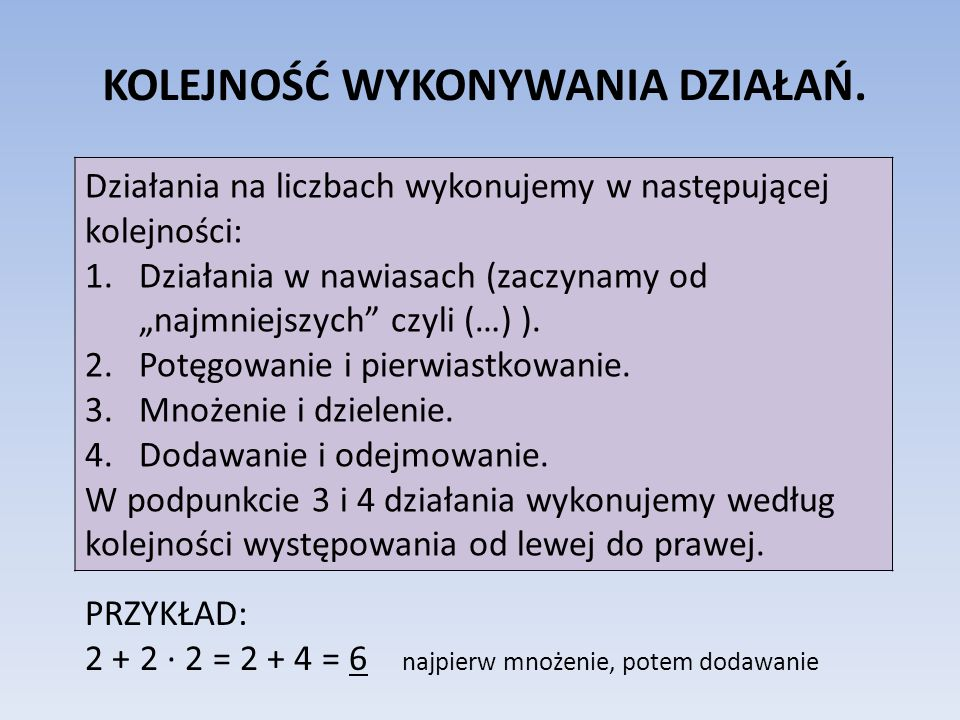 KOLEJNOŚĆ WYKONYWANIA DZIAŁAŃ.
Działania na liczbach wykonujemy w następującej
kolejności:
1. Działania w nawiasach (zaczynamy od
„najmniejszych” czyli (…) ).
2. Potęgowanie i pierwiastkowanie.
3. Mnożenie i dzielenie.
4. Dodawanie i odejmowanie.
W podpunkcie 3 i 4 działania wykonujemy według
kolejności występowania od lewej do prawej.
PRZYKŁAD:
2 + 2 · 2 = 2 + 4 = 6 najpierw mnożenie, potem dodawanie